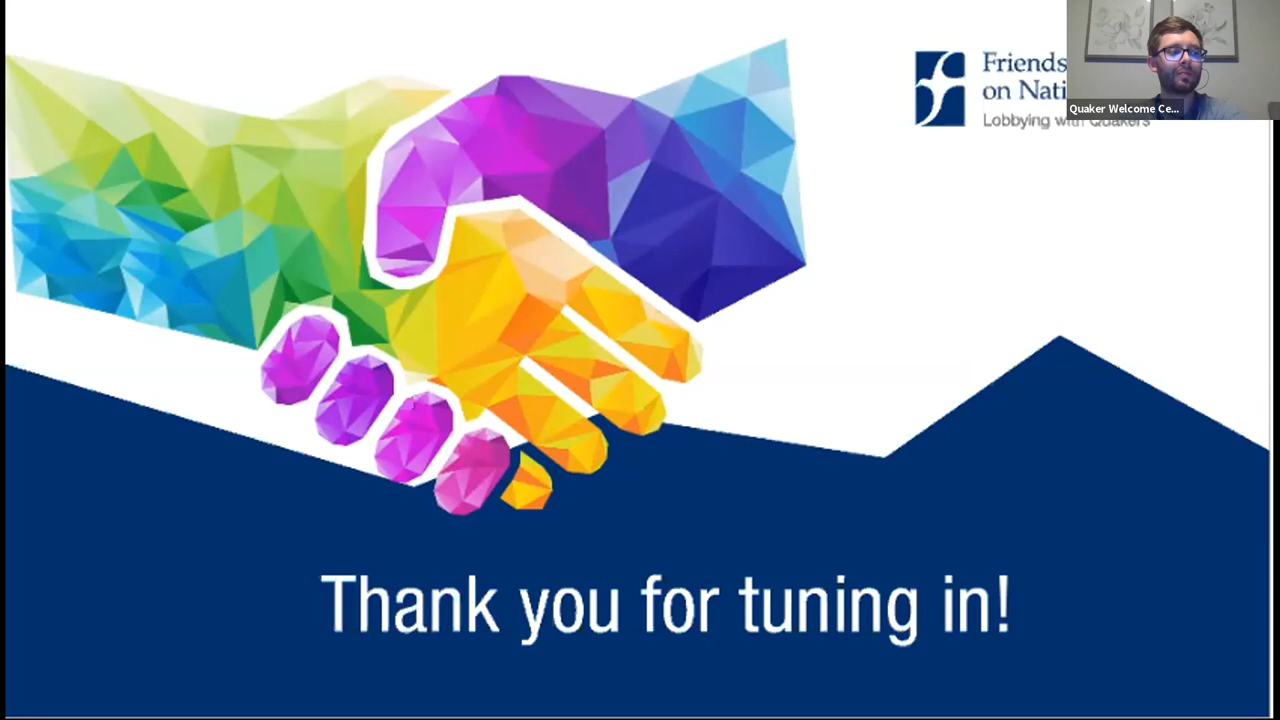 Friends
on Nati
Lobbying with Quakers
Quaker Welcome Ce...
Thank you for tuning in!